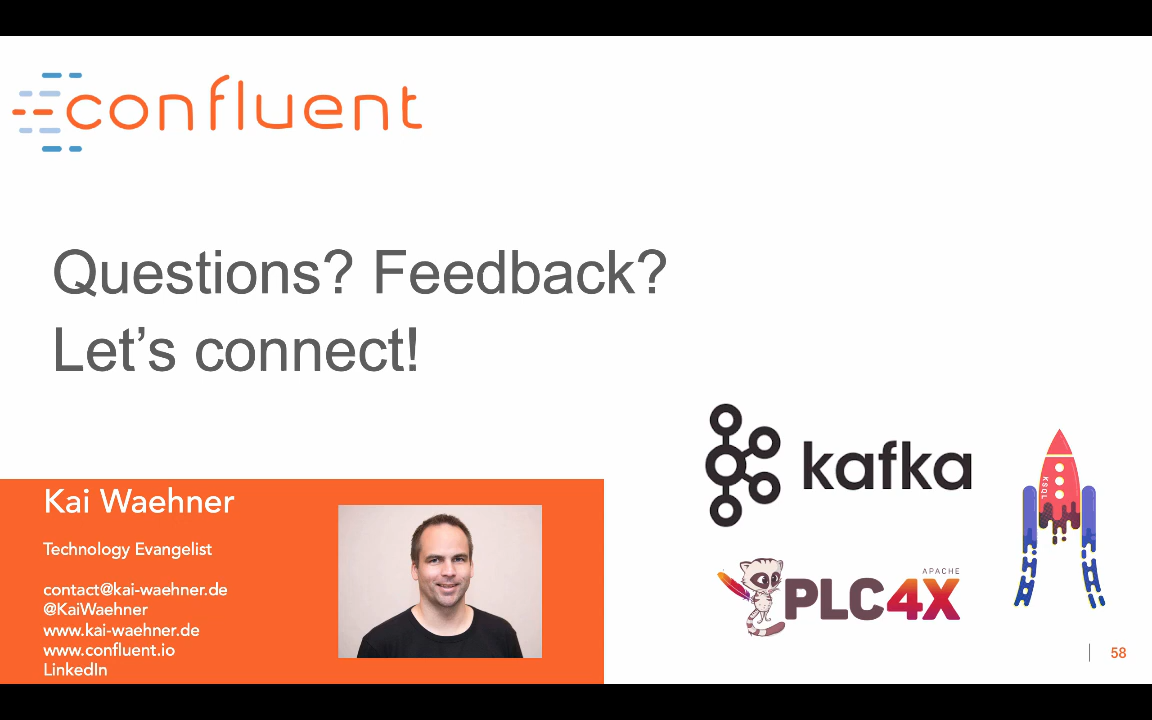 confluent
Questions? Feedback?
Let’s connect!
kafka
KSQL
APACHE
PLC4X
Kai Waehner
Technology Evangelist
contact@kai-waehner.de
@KaiWaehner
www.kai-waehner.de
www.confluent.io
LinkedIn
58